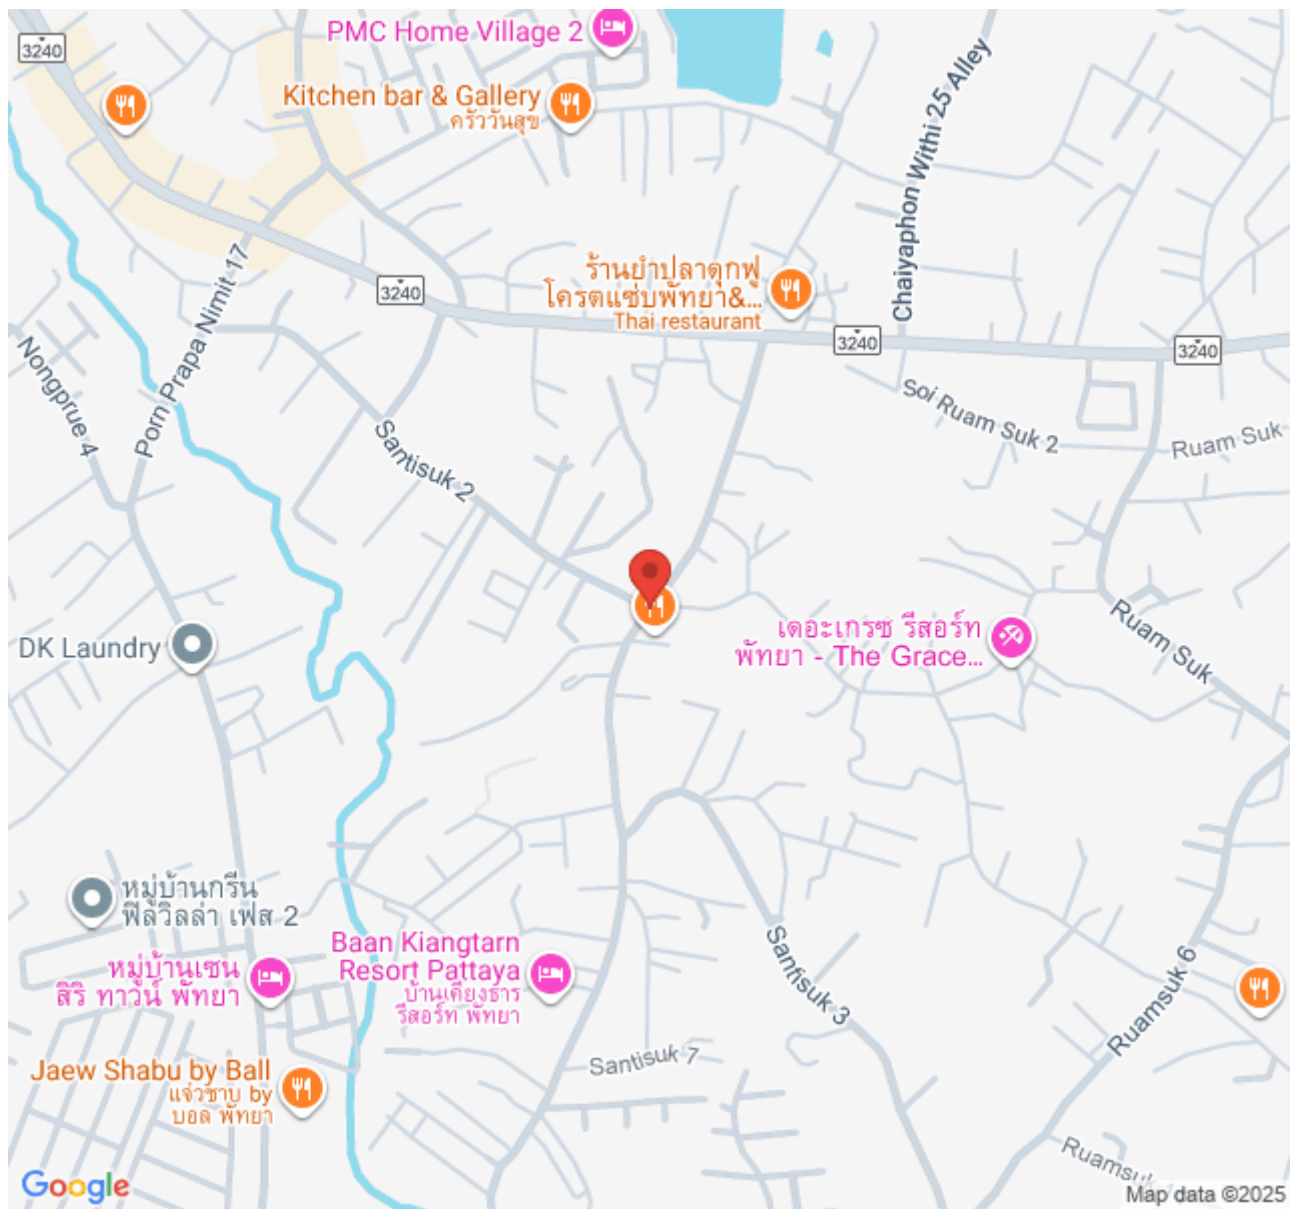 PMC Home Village 2
3240
Kitchen bar & Gallery
ครัววันสุข
Chaiyaphon Withi 25 Alley
Porn Prapa Nimit 17
3240
ร้านยำปลาดุกฟู
โครตแซ่บพัทยา&...
Thai restaurant
3240
3240
Nongprue 4
Soi Ruam Suk 2
Ruam Suk
Santisuk 2
DK Laundry
เดอะเกรซ รีสอร์ท
พัทยา - The Grace...
Ruam Suk
หมู่บ้านกรีน
ฟิลวิลล่า เฟส 2
หมู่บ้านเซน
สิริ ทาวน์ พัทยา
Baan Kiangtarn
Resort Pattaya
บ้านเคียงธาร
รีสอร์ท พัทยา
Santisuk 3
Ruamsuk 6
Santisuk 7
Jaew Shabu by Ball
แจ่วชาบู by
บอล พัทยา
Ruamsuk
Google
Map data ©2025